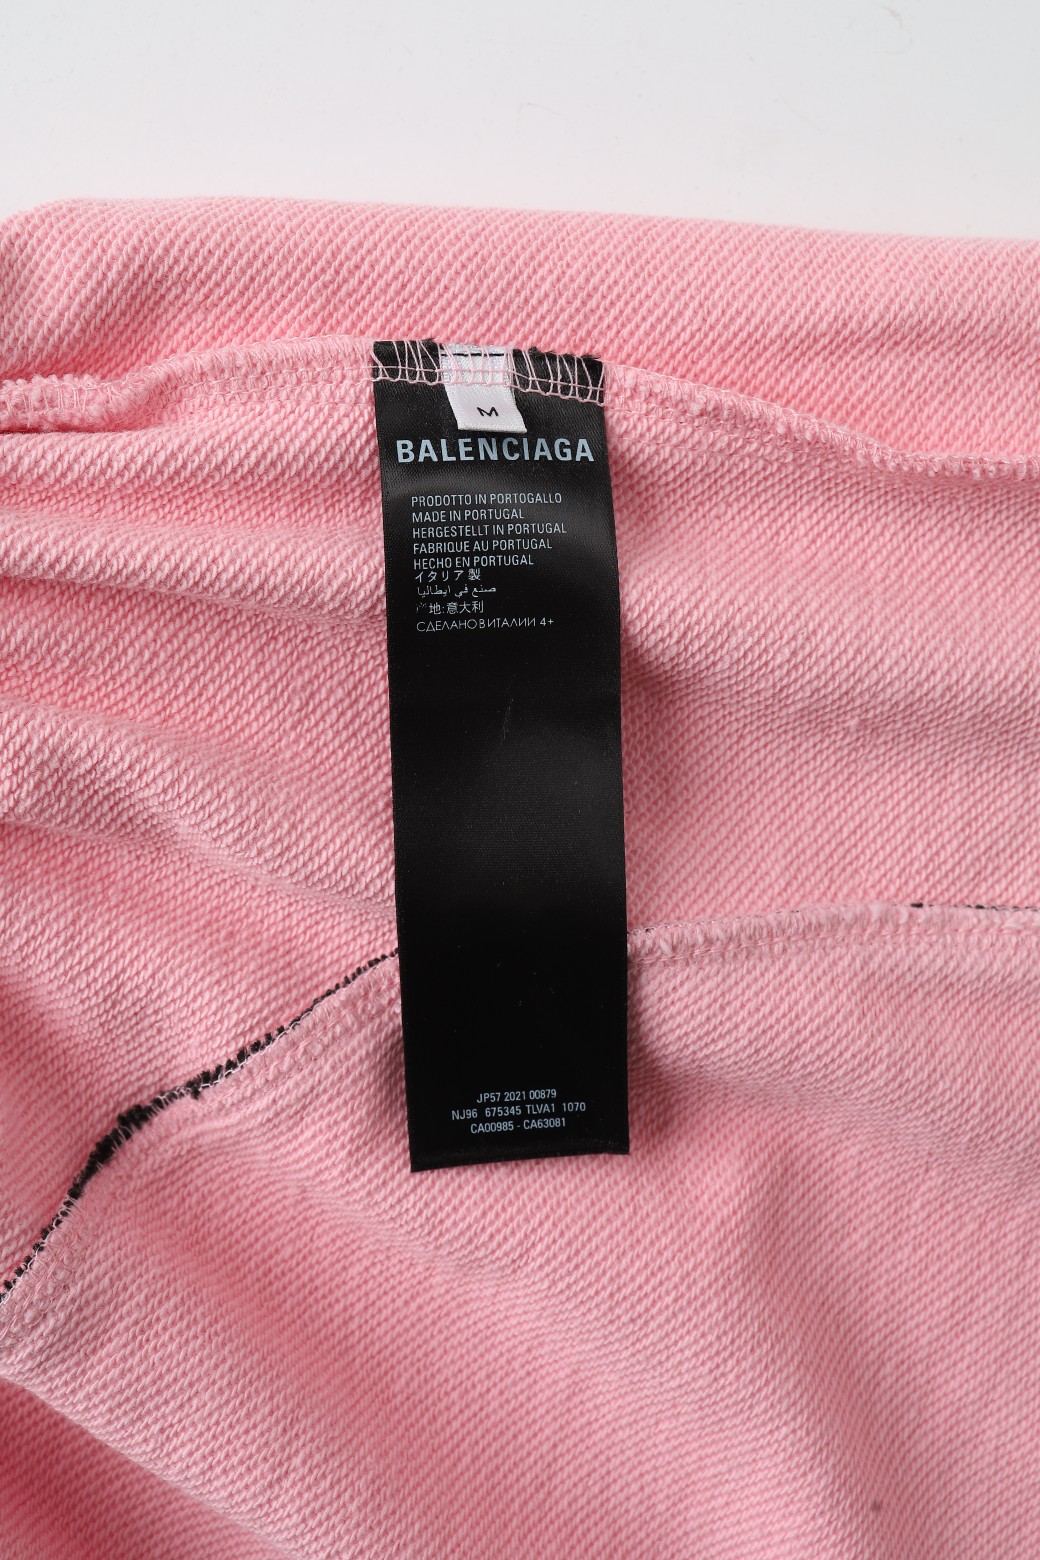 M
BALENCIAGA
PRODOTTO IN PORTOGALLO
MADE IN PORTUGAL
HERGESTELLT IN PORTUGAL
FABRIQUE AU PORTUGAL
HECHO EN PORTUGAL
イタリア製
صنع في ايطاليا
地:意大利
СДЕЛАНО В ИТАЛИИ 4+
JP57 2021 00879
NJ96 675345 TLVA1 1070
CA00985 - CA63081